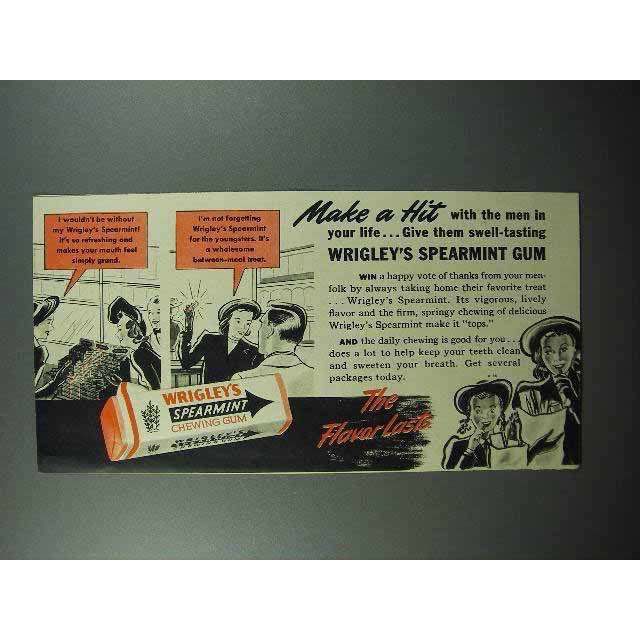 I wouldn't be without
my Wrigley's Spearmint!
It's so refreshing and
makes your mouth feel
simply grand.
I'm not forgetting
Wrigley's Spearmint
for the youngsters. It's
a wholesome
between-meal treat.
Make a Hit with the men in
your life...Give them swell-tasting
WRIGLEY'S SPEARMINT GUM
WIN a happy vote of thanks from your men-
folk by always taking home their favorite treat
...Wrigley's Spearmint. Its vigorous, lively
flavor and the firm, springy chewing of delicious
Wrigley's Spearmint make it "tops."
AND the daily chewing is good for you...
does a lot to help keep your teeth clean
and sweeten your breath. Get several
packages today.
WRIGLEY'S
SPEARMINT
CHEWING GUM
The
Flavor Lasts